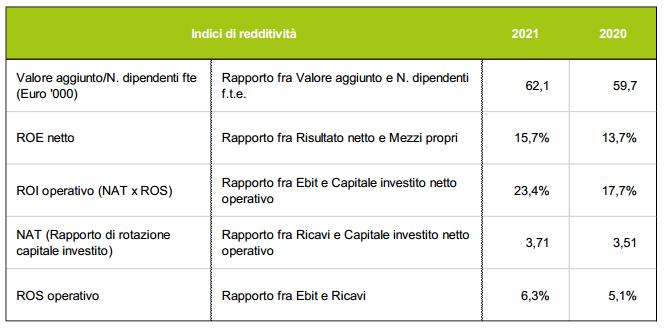 Indici di redditività 2021 2020
Valore aggiunto/N. dipendenti fte Rapporto fra Valore aggiunto e N. dipendenti 62,1 59,7
(Euro '000) f.t.e.
ROE netto Rapporto fra Risultato netto e Mezzi propri 15,7% 13,7%
ROI operativo (NAT x ROS) Rapporto fra Ebit e Capitale investito netto 23,4% 17,7%
operativo
NAT (Rapporto di rotazione Rapporto fra Ricavi e Capitale investito netto 3,71 3,51
capitale investito) operativo
ROS operativo Rapporto fra Ebit e Ricavi 6,3% 5,1%